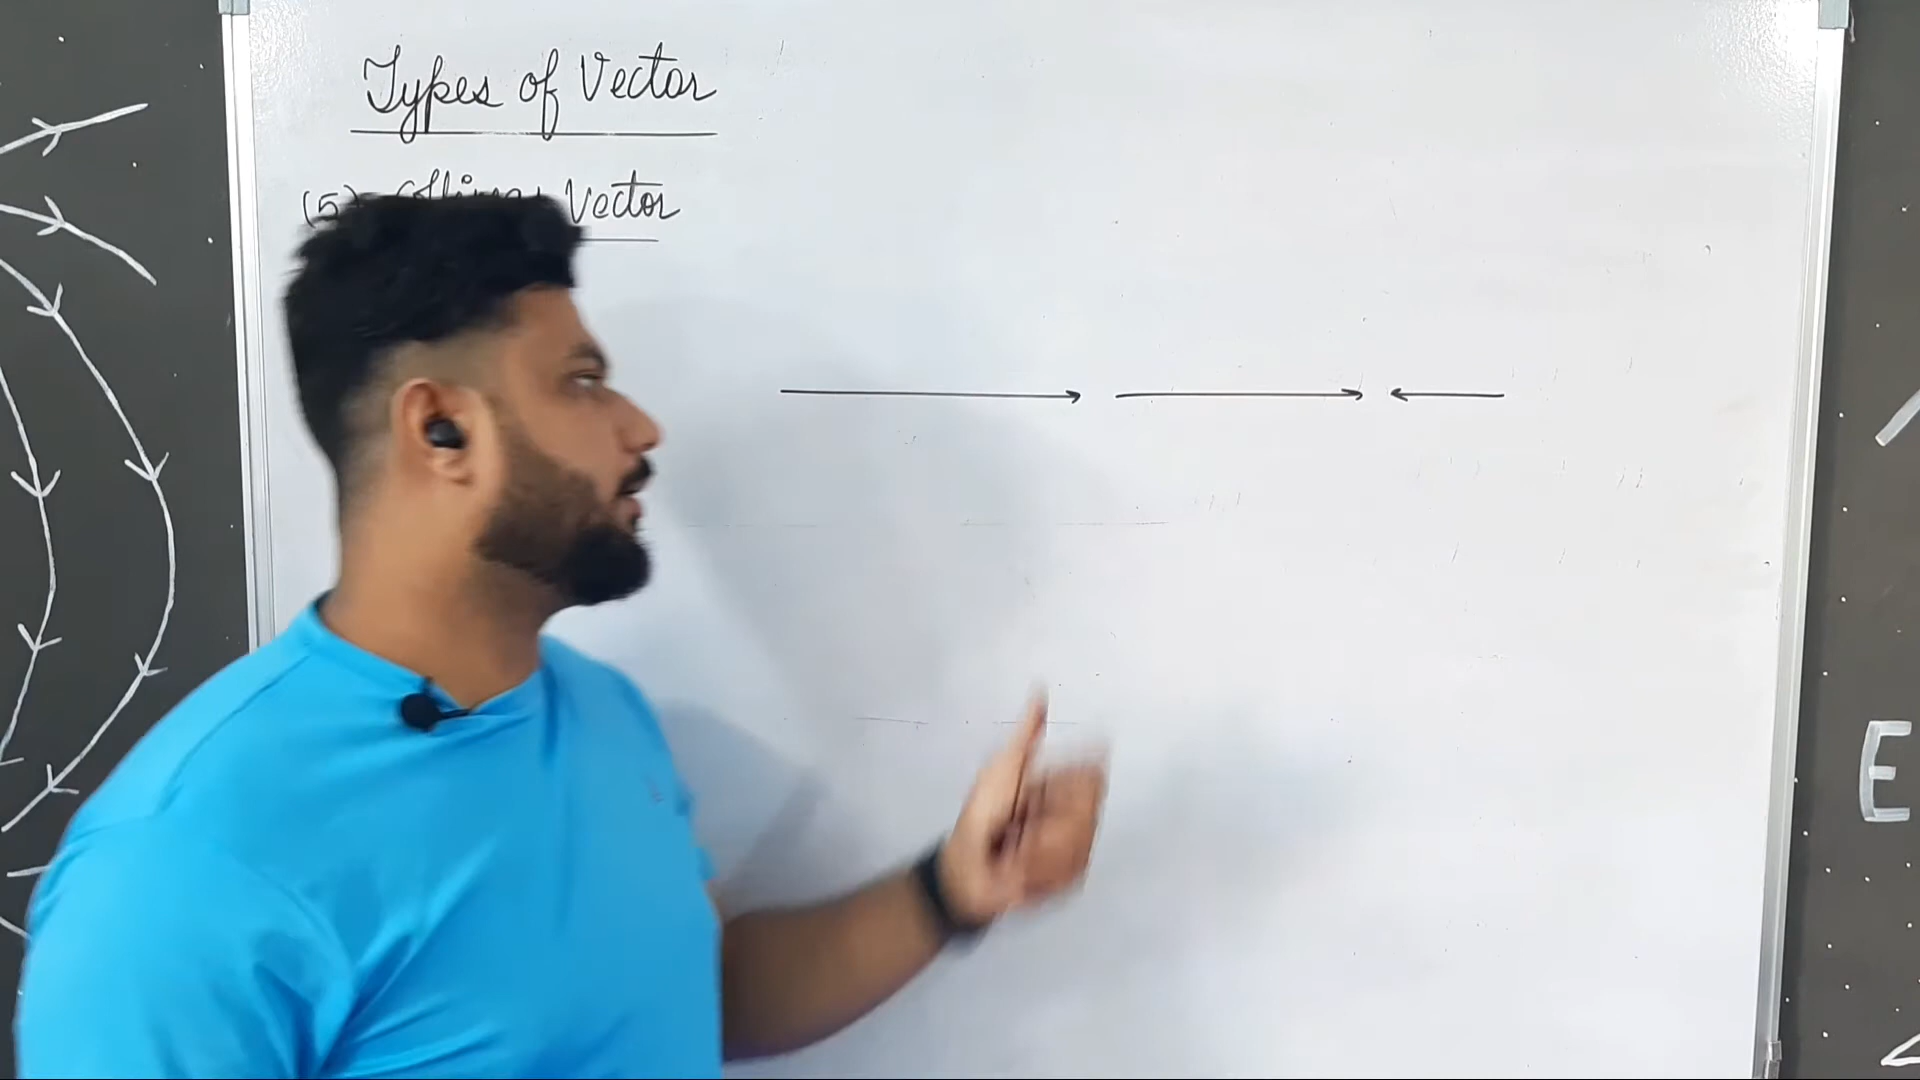 Types of Vector
(5) Vector
E